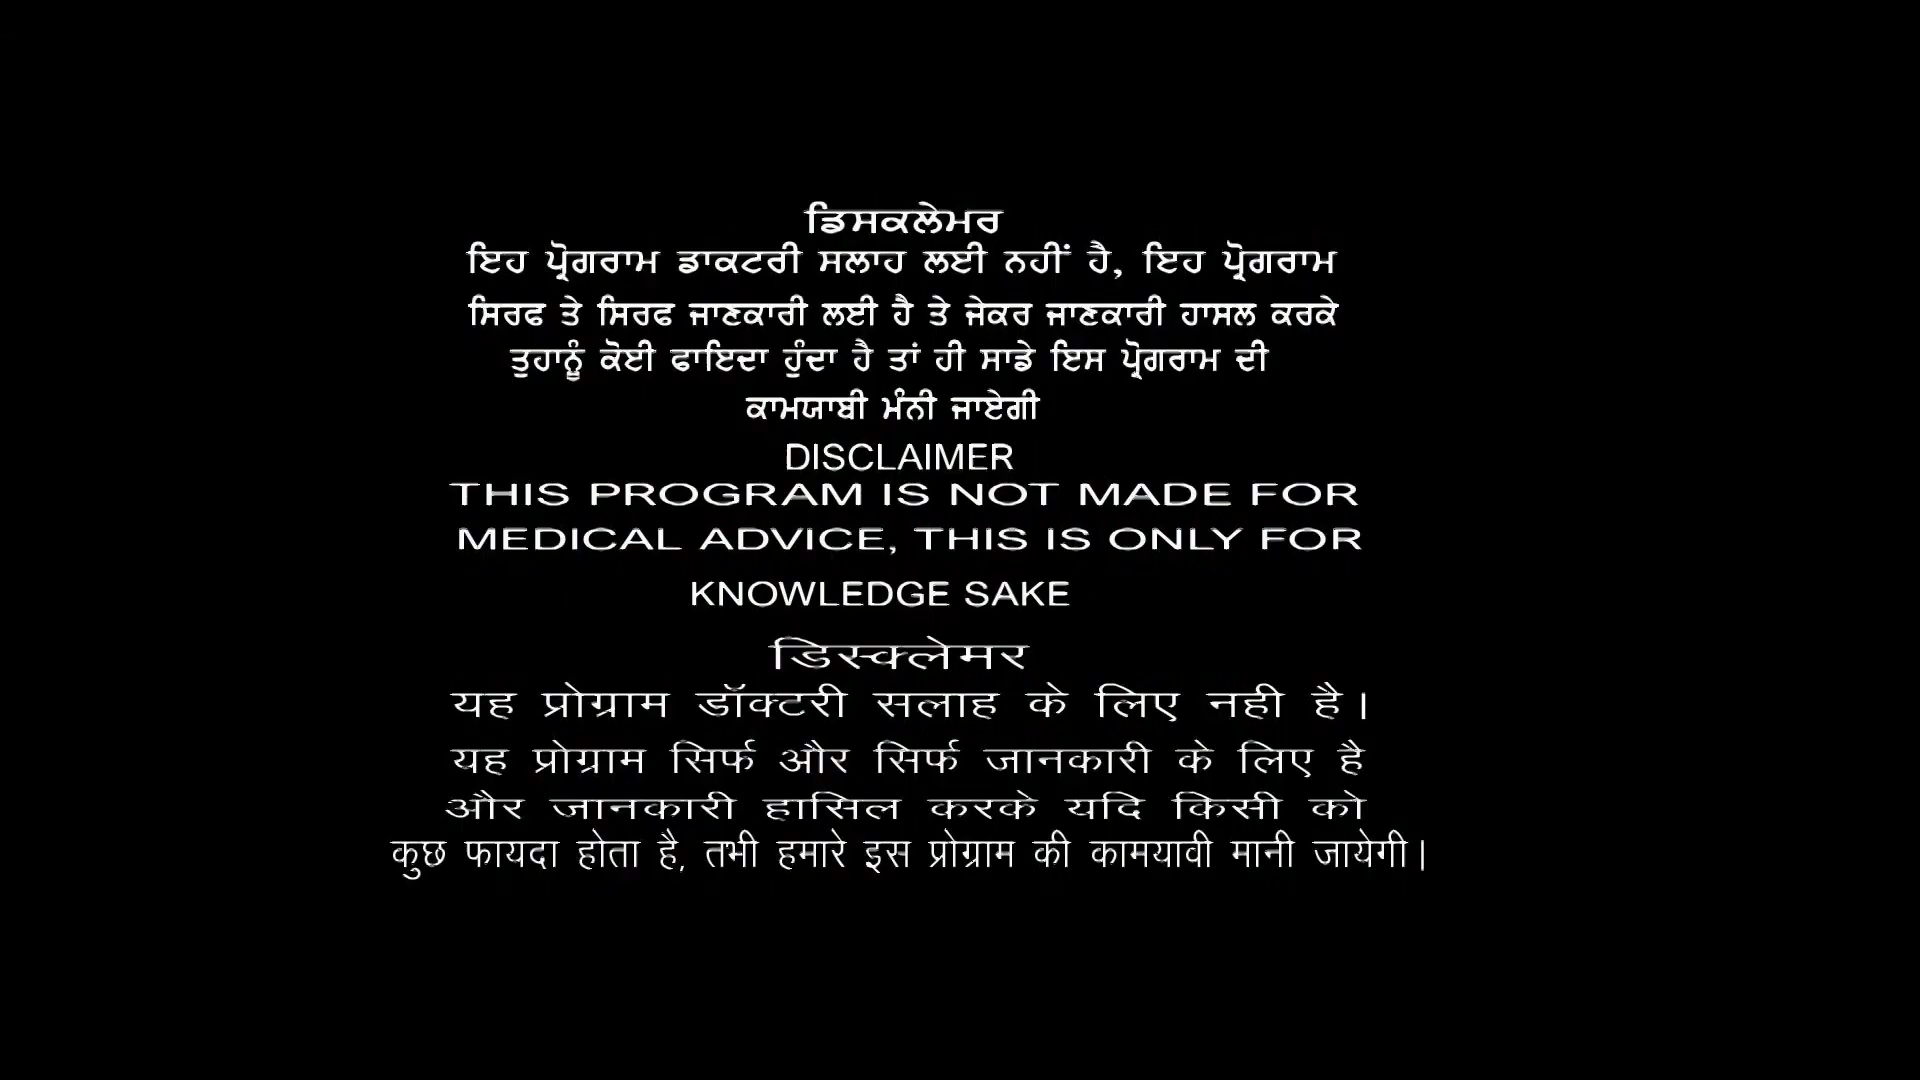 ਡਿਸਕਲੇਮਰ
ਇਹ ਪ੍ਰੋਗਰਾਮ ਡਾਕਟਰੀ ਸਲਾਹ ਲਈ ਨਹੀਂ ਹੈ, ਇਹ ਪ੍ਰੋਗਰਾਮ
ਸਿਰਫ ਤੇ ਸਿਰਫ ਜਾਣਕਾਰੀ ਲਈ ਹੈ ਤੇ ਜੇਕਰ ਜਾਣਕਾਰੀ ਹਾਸਲ ਕਰਕੇ
ਤੁਹਾਨੂੰ ਕੋਈ ਫਾਇਦਾ ਹੁੰਦਾ ਹੈ ਤਾਂ ਹੀ ਸਾਡੇ ਇਸ ਪ੍ਰੋਗਰਾਮ ਦੀ
ਕਾਮਯਾਬੀ ਮੰਨੀ ਜਾਏਗੀ
DISCLAIMER
THIS PROGRAM IS NOT MADE FOR
MEDICAL ADVICE, THIS IS ONLY FOR
KNOWLEDGE SAKE
डिस्क्लेमर
यह प्रोग्राम डॉक्टरी सलाह के लिए नही है।
यह प्रोग्राम सिर्फ और सिर्फ जानकारी के लिए है
और जानकारी हासिल करके यदि किसी को
कुछ फायदा होता है, तभी हमारे इस प्रोग्राम की कामयावी मानी जायेगी।